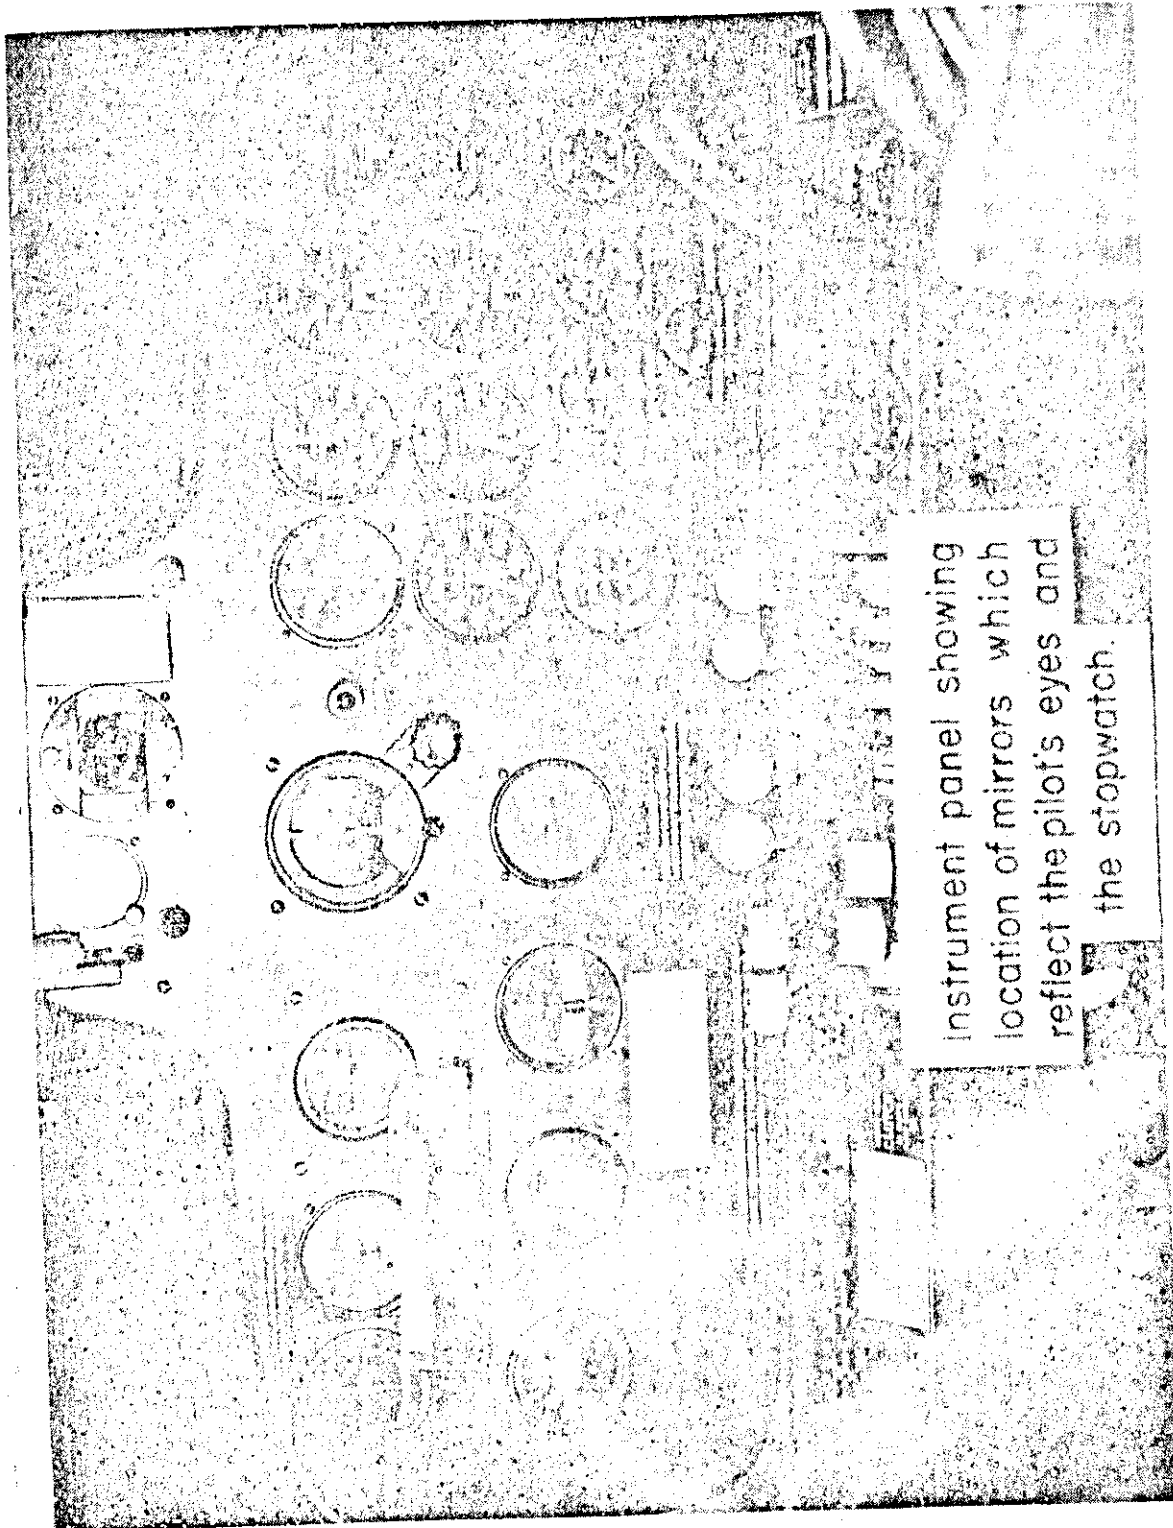 Instrument panel showing
location of mirrors which
reflect the pilot's eyes and
the stopwatch.